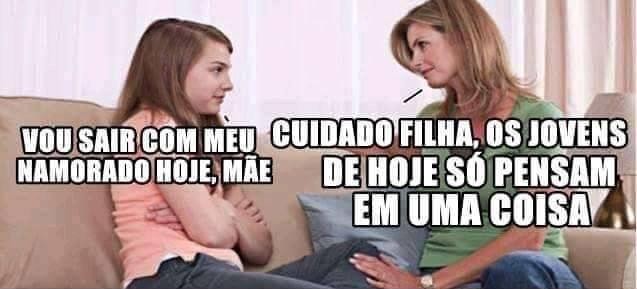 VOU SAIR COM MEU
NAMORADO HOJE, MÃE
CUIDADO FILHA, OS JOVENS
DE HOJE SÓ PENSAM
EM UMA COISA